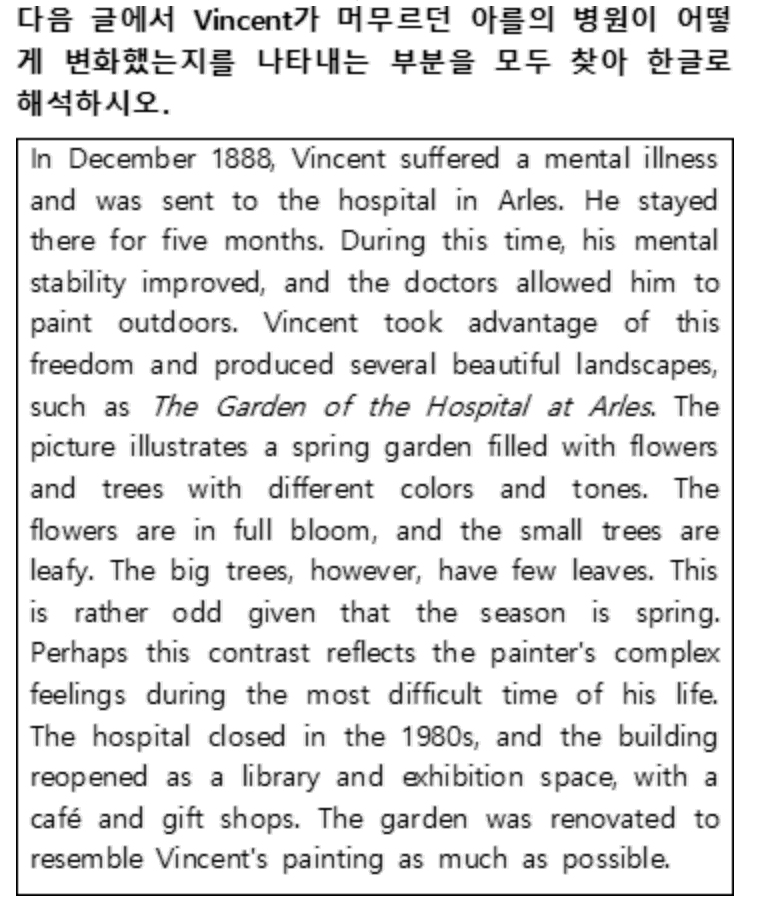 다음 글에서 Vincent가 머무르던 아를의 병원이 어떻
게 변화했는지를 나타내는 부분을 모두 찾아 한글로
해석하시오.
In December 1888, Vincent suffered a mental illness
and was sent to the hospital in Arles. He stayed
there for five months. During this time, his mental
stability improved, and the doctors allowed him to
paint outdoors. Vincent took advantage of this
freedom and produced several beautiful landscapes,
such as The Garden of the Hospital at Arles. The
picture illustrates a spring garden filled with flowers
and trees with different colors and tones. The
flowers are in full bloom, and the small trees are
leafy. The big trees, however, have few leaves. This
is rather odd given that the season is spring.
Perhaps this contrast reflects the painter's complex
feelings during the most difficult time of his life.
The hospital closed in the 1980s, and the building
reopened as a library and exhibition space, with a
café and gift shops. The garden was renovated to
resemble Vincent's painting as much as possible.